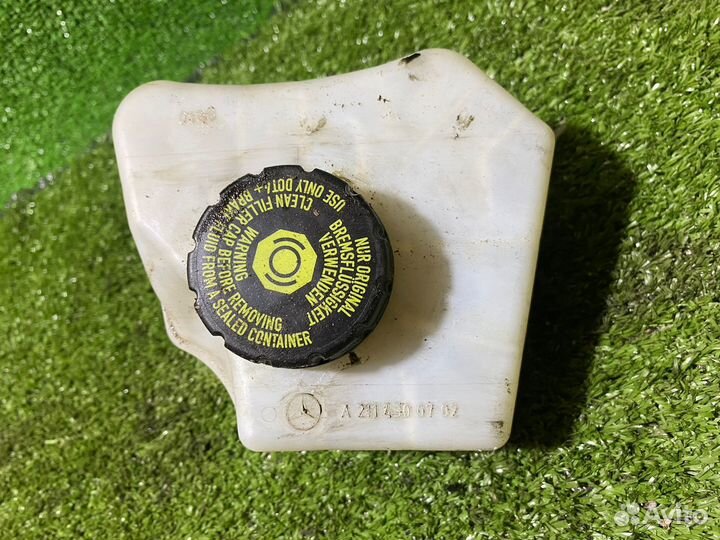 NUR ORIGINAL
BREMSFLÜSSIGKEIT
VERWENDEN
WARNING
CLEAN FILLER CAP BEFORE REMOVING
USE ONLY DOT4+ BRAKE FLUID FROM A SEALED CONTAINER
A 211 430 07 02
Avito